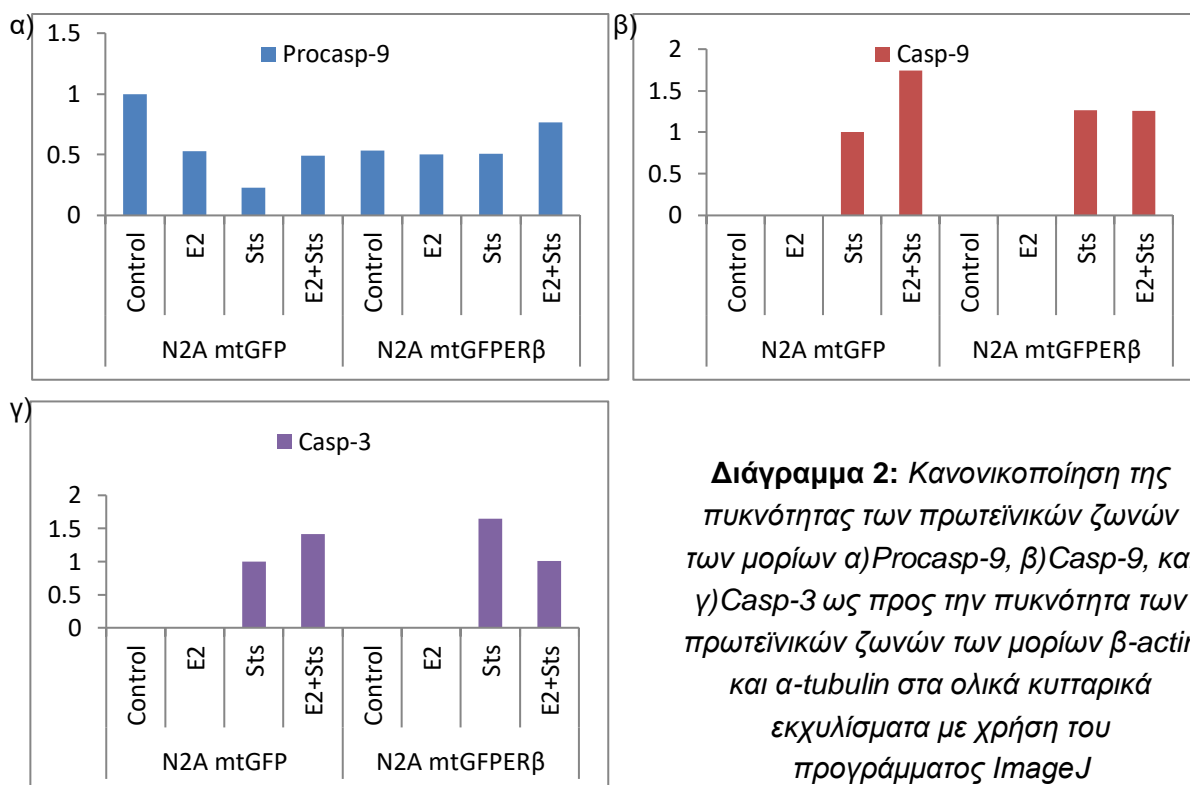 α)
Procasp-9
1.5
1
0.5
0
Control
E2
Sts
E2+Sts
Control
E2
Sts
E2+Sts
N2A mtGFP
N2A mtGFPERβ
β)
Casp-9
2
1.5
1
0.5
0
Control
E2
Sts
E2+Sts
Control
E2
Sts
E2+Sts
N2A mtGFP
N2A mtGFPERβ
γ)
Casp-3
2
1.5
1
0.5
0
Control
E2
Sts
E2+Sts
Control
E2
Sts
E2+Sts
N2A mtGFP
N2A mtGFPERβ
Διάγραμμα 2: Κανονικοποίηση της
πυκνότητας των πρωτεϊνικών ζωνών
των μορίων α)Procasp-9, β)Casp-9, κα
γ)Casp-3 ως προς την πυκνότητα των
πρωτεϊνικών ζωνών των μορίων β-actin
και α-tubulin στα ολικά κυτταρικά
εκχυλίσματα με χρήση του
προγράμματος ImageJ